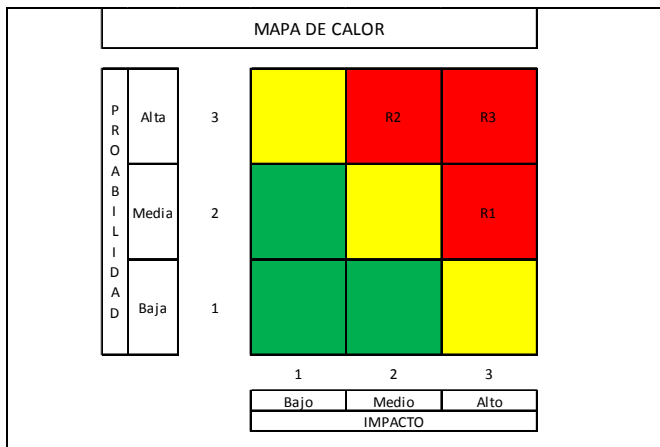 MAPA DE CALOR
PROABILIDAD
Alta 3 R2 R3
Media 2 R1
Baja 1
1 2 3
Bajo Medio Alto
IMPACTO